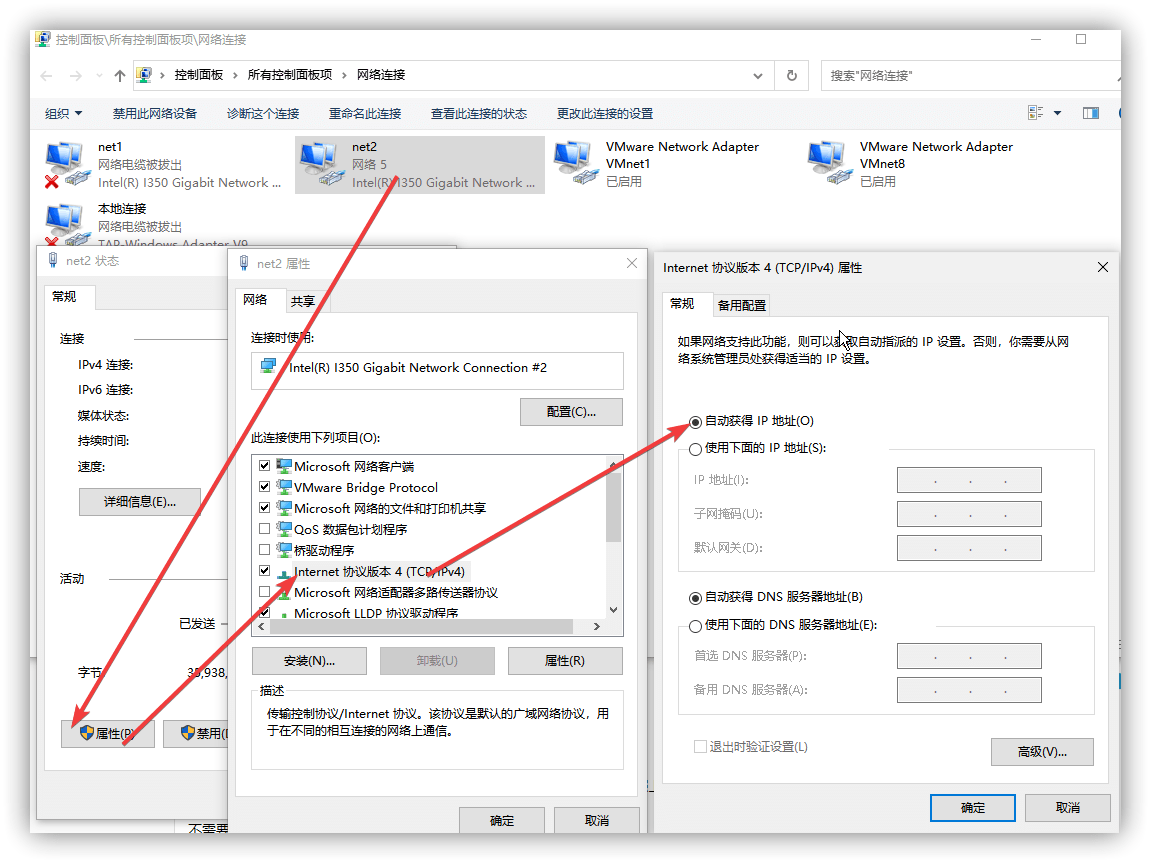 控制面板\所有控制面板项\网络连接
控制面板 › 所有控制面板项 › 网络连接
搜索"网络连接"
组织 禁用此网络设备 诊断这个连接 重命名此连接 查看此连接的状态 更改此连接的设置
net1
网络电缆被拔出
Intel(R) I350 Gigabit Network ...
net2
网络 5
Intel(R) I350 Gigabit Network ...
VMware Network Adapter
VMnet1
已启用
VMware Network Adapter
VMnet8
已启用
本地连接
网络电缆被拔出
TAP-Windows Adapter V9
net2 状态
常规
连接
IPv4 连接:
IPv6 连接:
媒体状态:
持续时间:
速度:
详细信息(E)...
活动
已发送
字节:
35,938,
属性(P)
禁用(D
不需要
net2 属性
网络
共享
连接时使用:
Intel(R) I350 Gigabit Network Connection #2
配置(C)...
此连接使用下列项目(O):
Microsoft 网络客户端
VMware Bridge Protocol
Microsoft 网络的文件和打印机共享
QoS 数据包计划程序
桥驱动程序
Internet 协议版本 4 (TCP/IPv4)
Microsoft 网络适配器多路传送器协议
Microsoft LLDP 协议驱动程序
安装(N)...
卸载(U)
属性(R)
描述
传输控制协议/Internet 协议。该协议是默认的广域网络协议，用
于在不同的相互连接的网络上通信。
确定
取消
Internet 协议版本 4 (TCP/IPv4) 属性
常规
备用配置
如果网络支持此功能，则可以获取自动指派的 IP 设置。否则，你需要从网
络系统管理员处获得适当的 IP 设置。
自动获得 IP 地址(O)
使用下面的 IP 地址(S):
IP 地址(I):
子网掩码(U):
默认网关(D):
自动获得 DNS 服务器地址(B)
使用下面的 DNS 服务器地址(E):
首选 DNS 服务器(P):
备用 DNS 服务器(A):
退出时验证设置(L)
高级(V)...
确定
取消